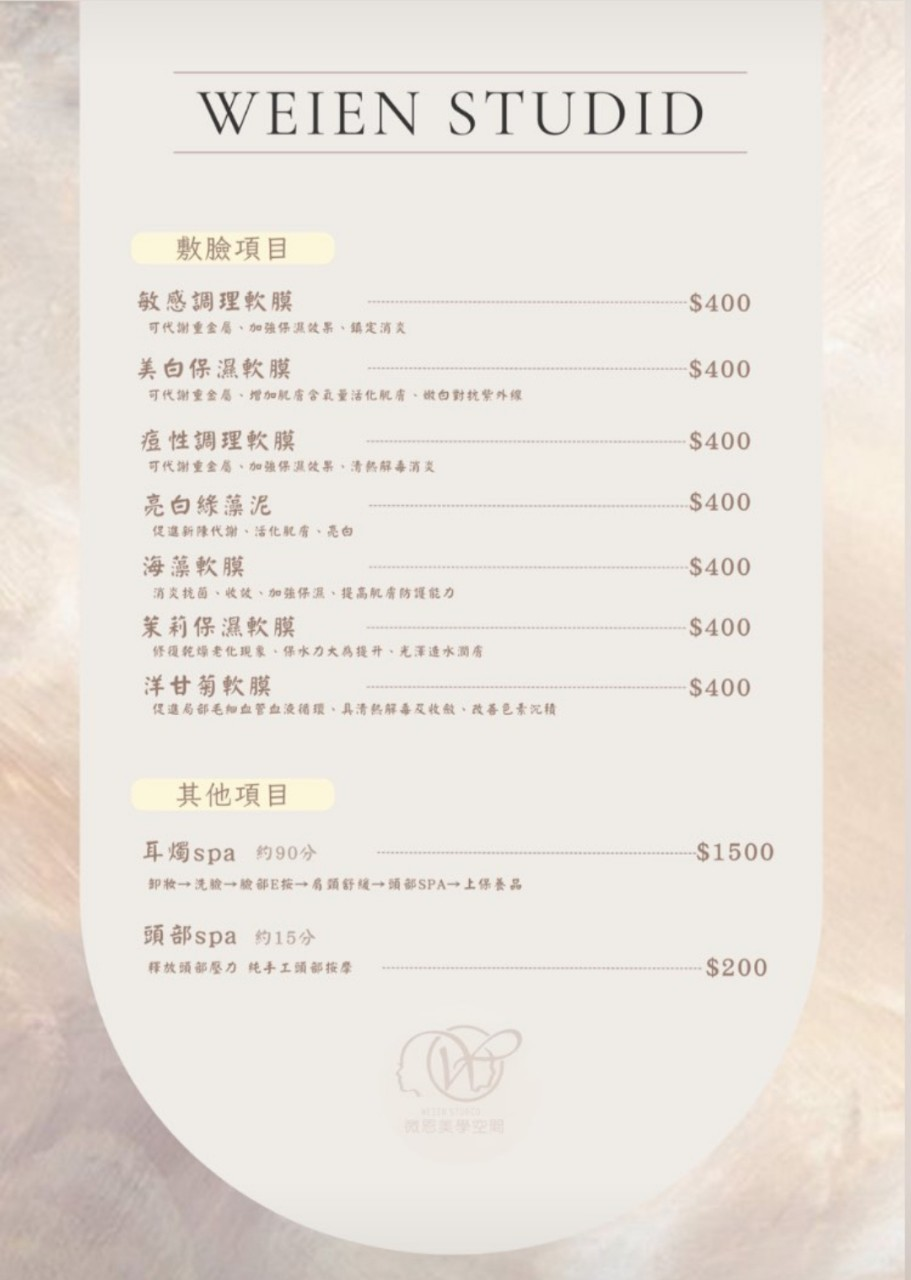 WEIEN STUDID
敷臉項目
敏感調理軟膜 $400
可代謝重金屬、加強保濕效果、鎮定消炎
美白保濕軟膜 $400
可代謝重金屬、增加肌膚含氧量活化肌膚、嫩白對抗紫外線
痘性調理軟膜 $400
可代謝重金屬、加強保濕效果、清熱解毒消炎
亮白綠藻泥 $400
促進新陳代謝、活化肌膚、亮白
海藻軟膜 $400
消炎抗菌、收斂、加強保濕、提高肌膚防護能力
茉莉保濕軟膜 $400
修復乾燥老化現象、保水力大為提升、光澤透水潤膚
洋甘菊軟膜 $400
促進局部毛細血管血液循環、具清熱解毒及收斂、改善色素沉積
其他項目
耳燭spa 約90分 $1500
卸妝→洗臉→臉部E按→肩頸舒緩→頭部SPA→上保養品
頭部spa 約15分
釋放頭部壓力 純手工頭部按摩 $200
WEIEN STUDIO
微恩美學空間